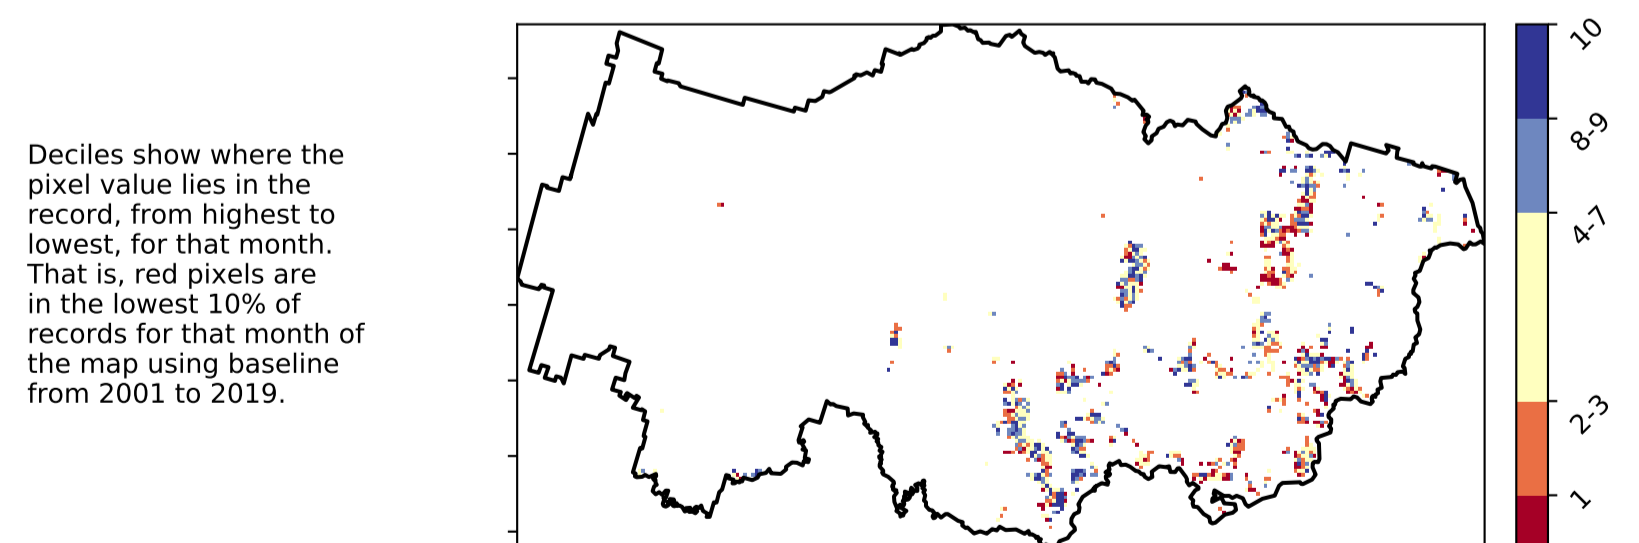 Deciles show where the
pixel value lies in the
record, from highest to
lowest, for that month.
That is, red pixels are
in the lowest 10% of
records for that month of
the map using baseline
from 2001 to 2019.
10
8-9
4-7
2-3
1